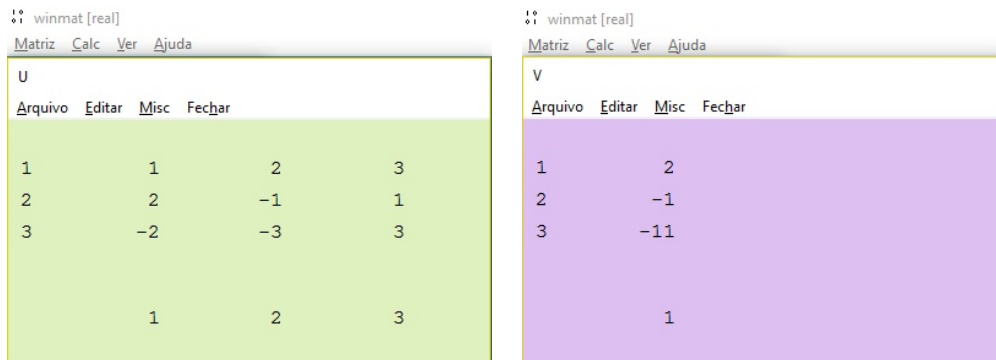 winmat [real]
Matriz Calc Ver Ajuda
U
Arquivo Editar Misc Fechar
1 1 2 3
2 2 -1 1
3 -2 -3 3
1 2 3
winmat [real]
Matriz Calc Ver Ajuda
V
Arquivo Editar Misc Fechar
1 2
2 -1
3 -11
1